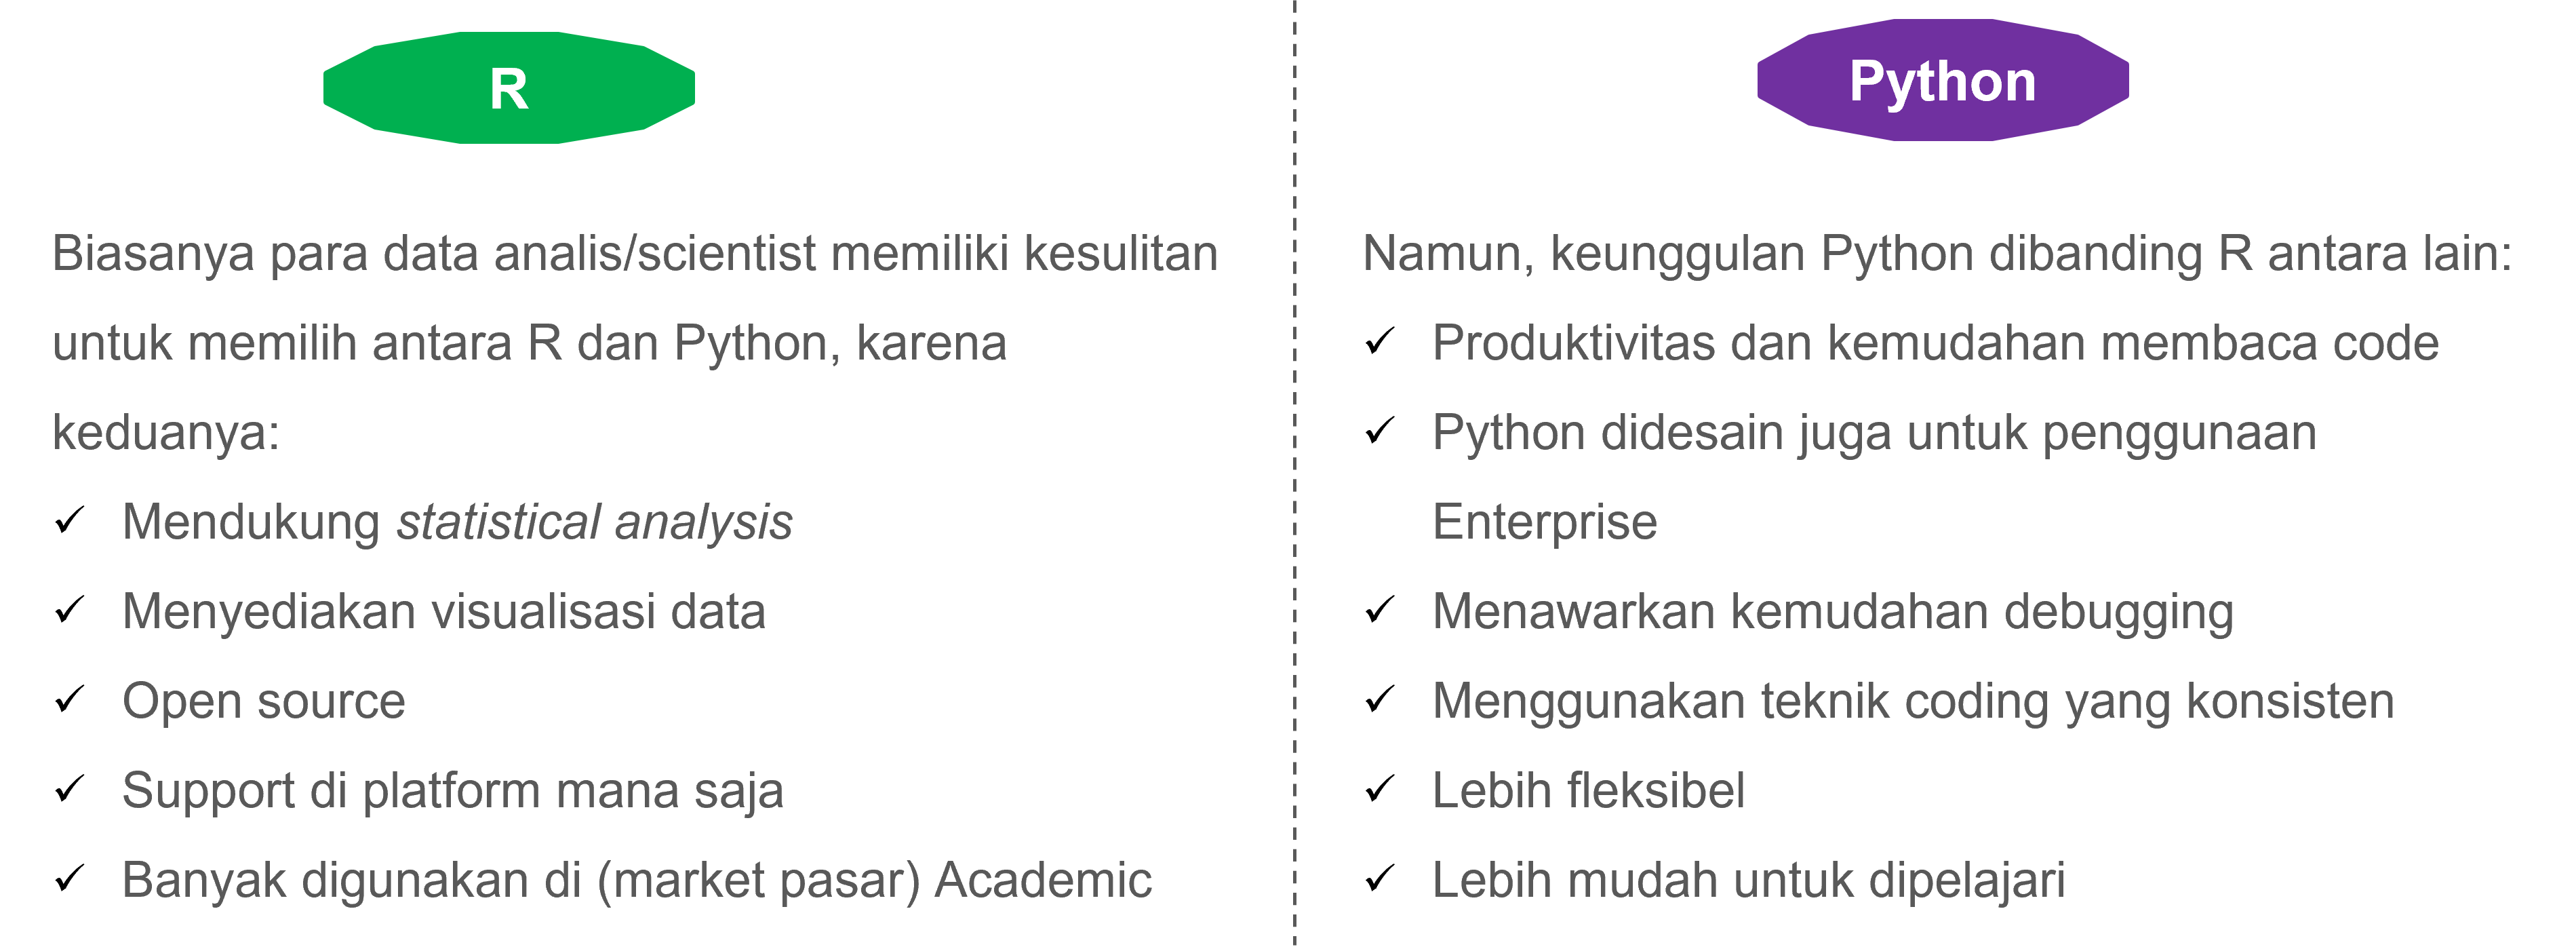 R
Biasanya para data analis/scientist memiliki kesulitan
untuk memilih antara R dan Python, karena
keduanya:
✓ Mendukung statistical analysis
✓ Menyediakan visualisasi data
✓ Open source
✓ Support di platform mana saja
✓ Banyak digunakan di (market pasar) Academic
Python
Namun, keunggulan Python dibanding R antara lain:
✓ Produktivitas dan kemudahan membaca code
✓ Python didesain juga untuk penggunaan
Enterprise
✓ Menawarkan kemudahan debugging
✓ Menggunakan teknik coding yang konsisten
✓ Lebih fleksibel
✓ Lebih mudah untuk dipelajari